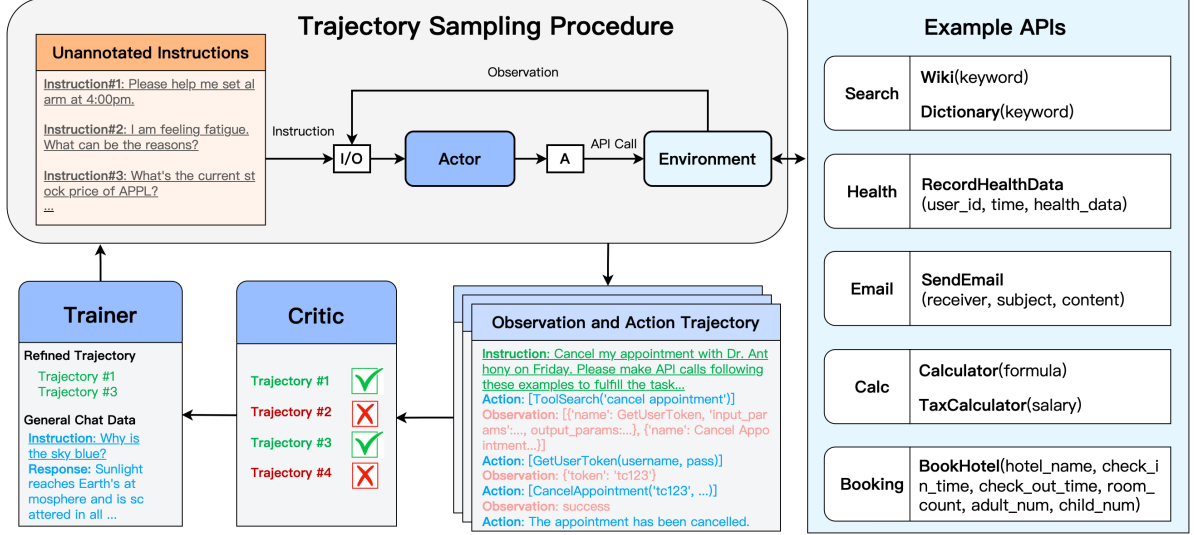 Trajectory Sampling Procedure
Unannotated Instructions
Instruction#1: Please help me set al
arm at 4:00pm.
Instruction#2: I am feeling fatigue.
What can be the reasons?
Instruction#3: What's the current st
ock price of APPL?
...
Observation
Instruction
I/O
Actor
A
API Call
Environment
Example APIs
Search
Wiki(keyword)
Dictionary(keyword)
Health
RecordHealthData
(user_id, time, health_data)
Email
SendEmail
(receiver, subject, content)
Calc
Calculator(formula)
TaxCalculator(salary)
Booking
BookHotel(hotel_name, check_i
n_time, check_out_time, room_
count, adult_num, child_num)
Trainer
Refined Trajectory
Trajectory #1
Trajectory #3
General Chat Data
Instruction: Why is
the sky blue?
Response: Sunlight
reaches Earth's at
mosphere and is sc
attered in all ...
Critic
Trajectory #1
Trajectory #2
Trajectory #3
Trajectory #4
Observation and Action Trajectory
Instruction: Cancel my appointment with Dr. Ant
hony on Friday. Please make API calls following
these examples to fulfill the task...
Action: [ToolSearch('cancel appointment')]
Observation: [{'name': GetUserToken, 'input_par
ams':..., output_params:...}, {'name': Cancel Appo
intment...}]
Action: [GetUserToken(username, pass)]
Observation: {'token': 'tc123'}
Action: [CancelAppointment('tc123', ...)]
Observation: success
Action: The appointment has been cancelled.